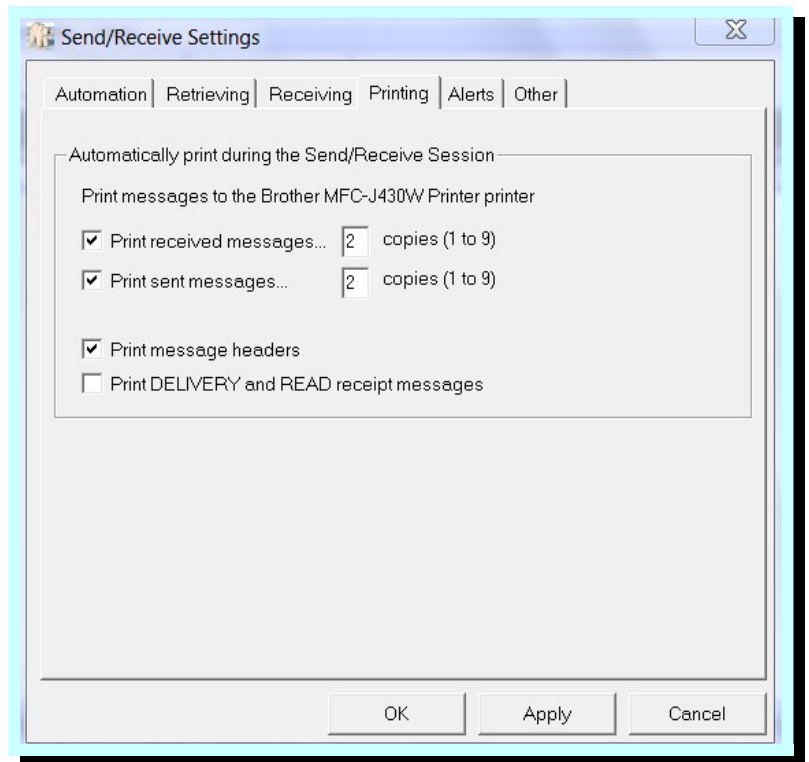 Send/Receive Settings
Automation Retrieving Receiving Printing Alerts Other
Automatically print during the Send/Receive Session
Print messages to the Brother MFC-J430W Printer printer
Print received messages... 2 copies (1 to 9)
Print sent messages... 2 copies (1 to 9)
Print message headers
Print DELIVERY and READ receipt messages
OK Apply Cancel